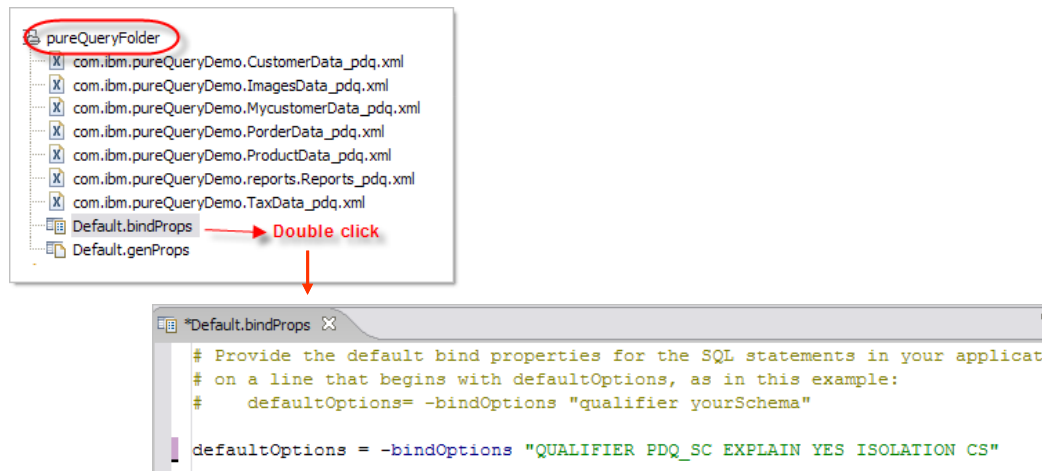 pureQueryFolder
com.ibm.pureQueryDemo.CustomerData_pdq.xml
com.ibm.pureQueryDemo.ImagesData_pdq.xml
com.ibm.pureQueryDemo.MycustomerData_pdq.xml
com.ibm.pureQueryDemo.PorderData_pdq.xml
com.ibm.pureQueryDemo.ProductData_pdq.xml
com.ibm.pureQueryDemo.reports.Reports_pdq.xml
com.ibm.pureQueryDemo.TaxData_pdq.xml
Default.bindProps Double click
Default.genProps
*Default.bindProps
# Provide the default bind properties for the SQL statements in your applicat
# on a line that begins with defaultOptions, as in this example:
#    defaultOptions= -bindOptions "qualifier yourSchema"
defaultOptions = -bindOptions "QUALIFIER PDQ_SC EXPLAIN YES ISOLATION CS"